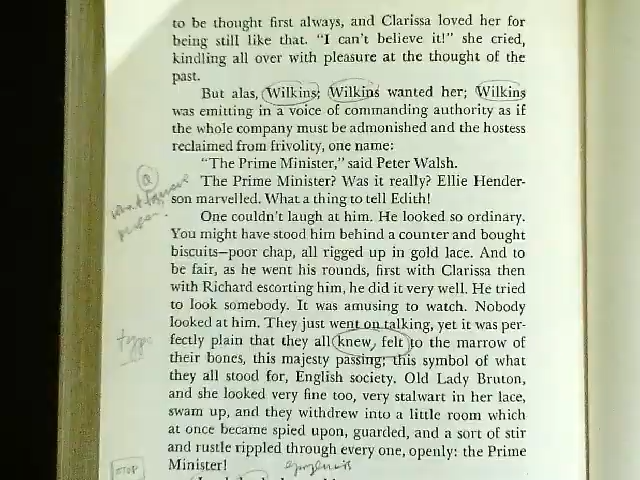 to be thought first always, and Clarissa loved her for
being still like that. “I can’t believe it!” she cried,
kindling all over with pleasure at the thought of the
past.
But alas, Wilkins; Wilkins wanted her; Wilkins
was emitting in a voice of commanding authority as if
the whole company must be admonished and the hostess
reclaimed from frivolity, one name:
“The Prime Minister,” said Peter Walsh.
The Prime Minister? Was it really? Ellie Hender-
son marvelled. What a thing to tell Edith!
One couldn’t laugh at him. He looked so ordinary.
You might have stood him behind a counter and bought
biscuits—poor chap, all rigged up in gold lace. And to
be fair, as he went his rounds, first with Clarissa then
with Richard escorting him, he did it very well. He tried
to look somebody. It was amusing to watch. Nobody
looked at him. They just went on talking, yet it was per-
fectly plain that they all knew, felt to the marrow of
type
their bones, this majesty passing; this symbol of what
they all stood for, English society. Old Lady Bruton,
and she looked very fine too, very stalwart in her lace,
swam up, and they withdrew into a little room which
at once became spied upon, guarded, and a sort of stir
and rustle rippled through every one, openly: the Prime
Minister!
STOP